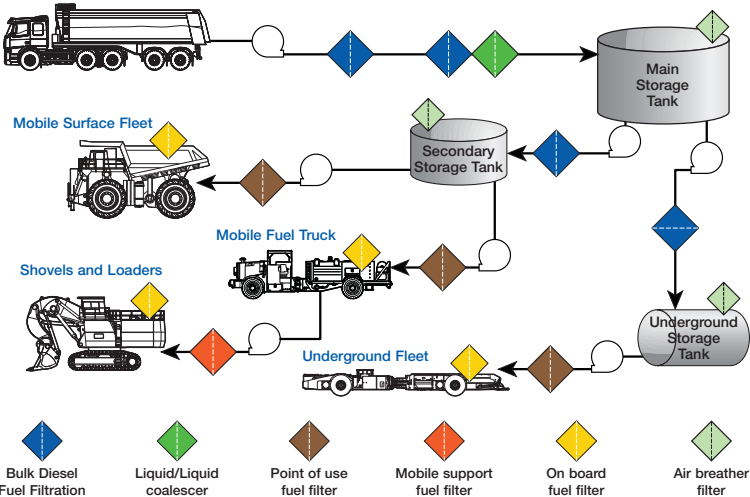 Main
Storage
Tank
Mobile Surface Fleet
Secondary
Storage Tank
Mobile Fuel Truck
Shovels and Loaders
Underground
Storage
Tank
Underground Fleet
Bulk Diesel
Fuel Filtration
Liquid/Liquid
coalescer
Point of use
fuel filter
Mobile support
fuel filter
On board
fuel filter
Air breather
filter